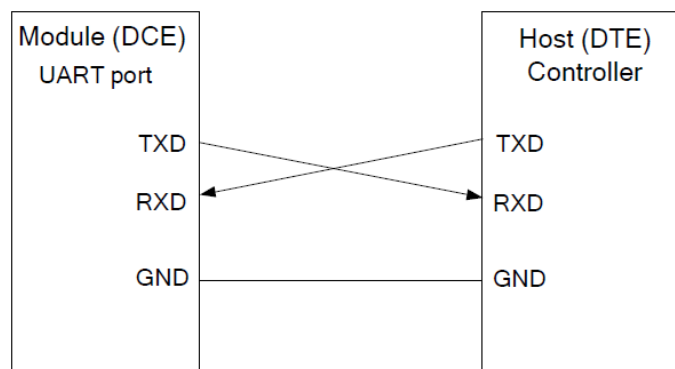 Module (DCE)
UART port
TXD
RXD
GND
Host (DTE)
Controller
TXD
RXD
GND